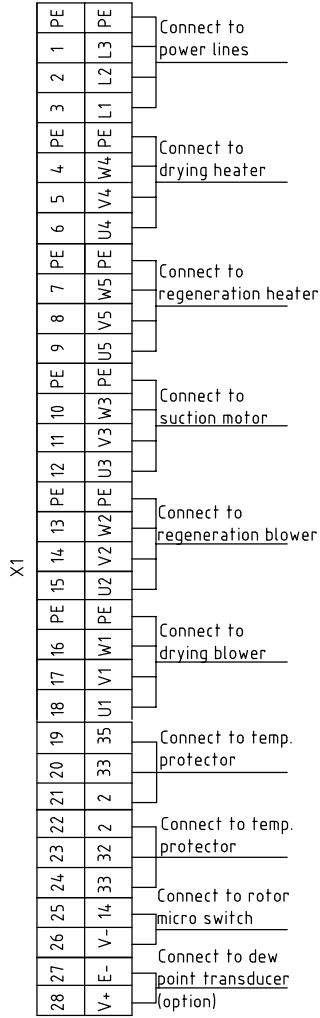 X1
PE PE
1 L3
2 L2
3 L1
Connect to
power lines
PE PE
4 W4
5 V4
6 U4
Connect to
drying heater
PE PE
7 W5
8 V5
9 U5
Connect to
regeneration heater
PE PE
10 W3
11 V3
12 U3
Connect to
suction motor
PE PE
13 W2
14 V2
15 U2
Connect to
regeneration blower
PE PE
16 W1
17 V1
18 U1
Connect to
drying blower
19 35
20 33
21 2
Connect to temp.
protector
22 2
23 32
24 33
Connect to temp.
protector
25 14
26 V-
Connect to rotor
micro switch
27 E-
28 V+
Connect to dew
point transducer
(option)